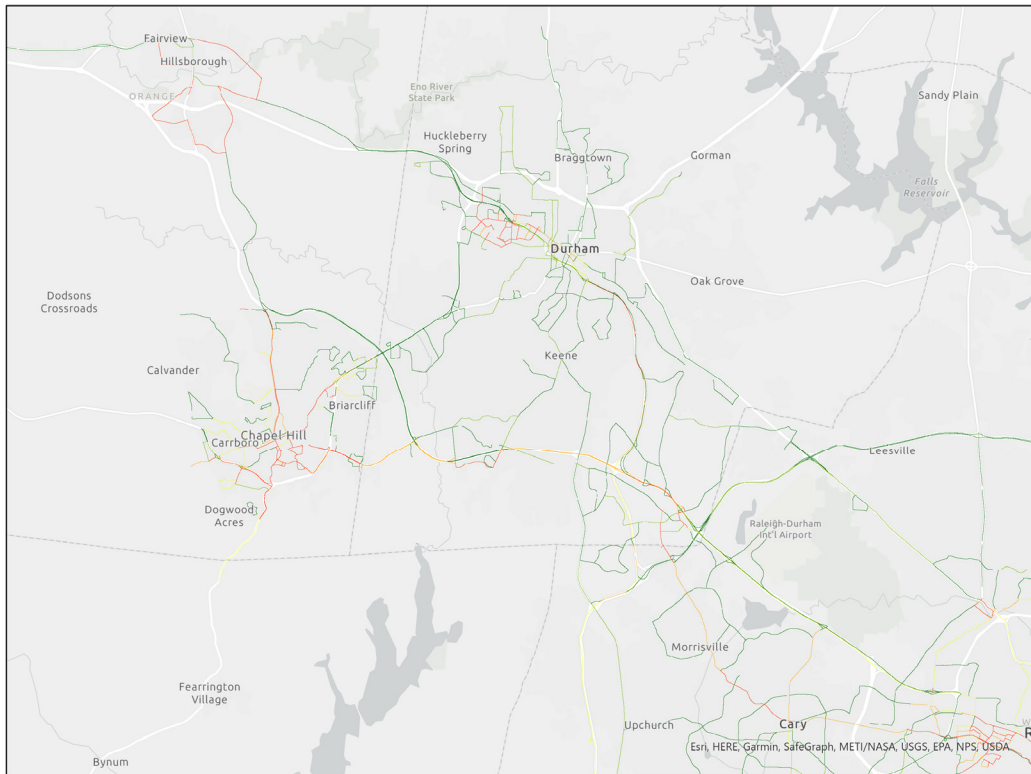 Fairview
Hillsborough
ORANGE
Eno River
State Park
Sandy Plain
Huckleberry
Spring
Braggtown
Gorman
Falls
Reservoir
Durham
Oak Grove
Dodsons
Crossroads
Keene
Calvander
Briarcliff
Chapel Hill
Carrboro
Leesville
Dogwood
Acres
Raleigh-Durham
Int'l Airport
Morrisville
Fearrington
Village
Upchurch
Cary
W
R
Esri, HERE, Garmin, SafeGraph, METI/NASA, USGS, EPA, NPS, USDA
Bynum